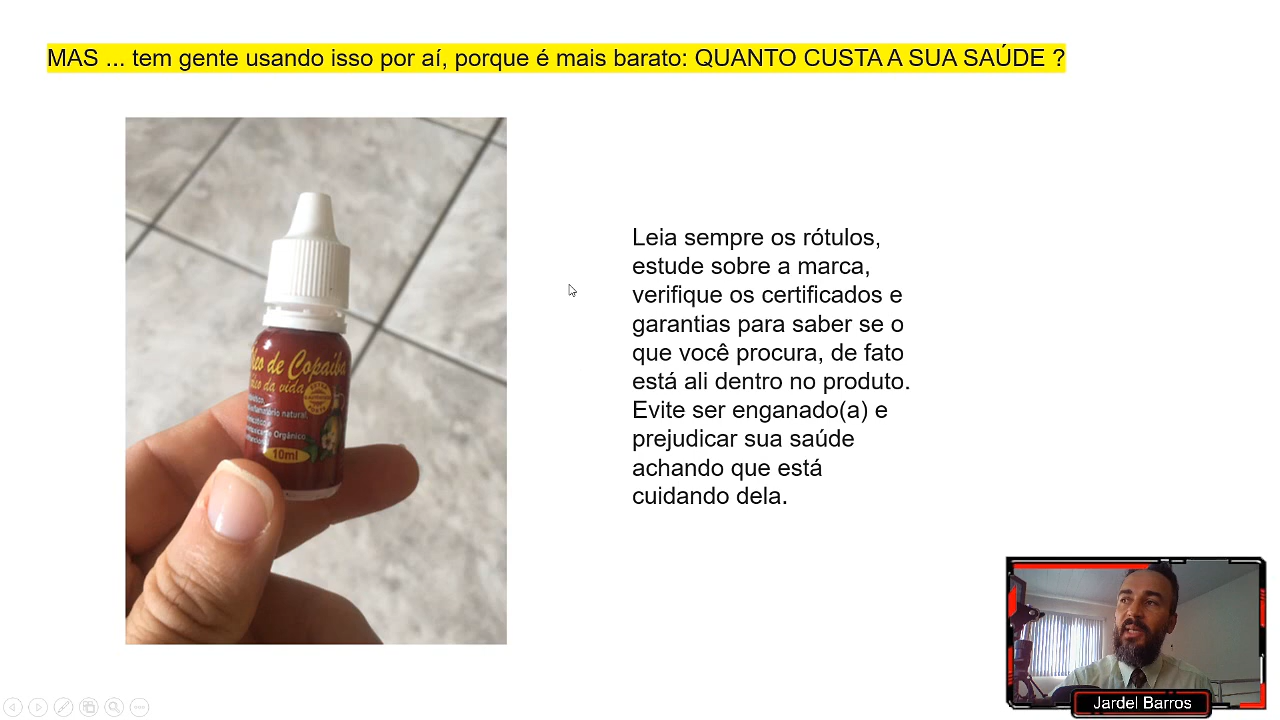 MAS ... tem gente usando isso por aí, porque é mais barato: QUANTO CUSTA A SUA SAÚDE ?
Leia sempre os rótulos,
estude sobre a marca,
verifique os certificados e
garantias para saber se o
que você procura, de fato
está ali dentro no produto.
Evite ser enganado(a) e
prejudicar sua saúde
achando que está
cuidando dela.
de Copaíba
da vida
natural
Orgânico
10ml
Jardel Barros